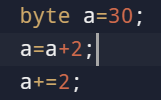 byte a=30;
a=a+2;
a+=2;